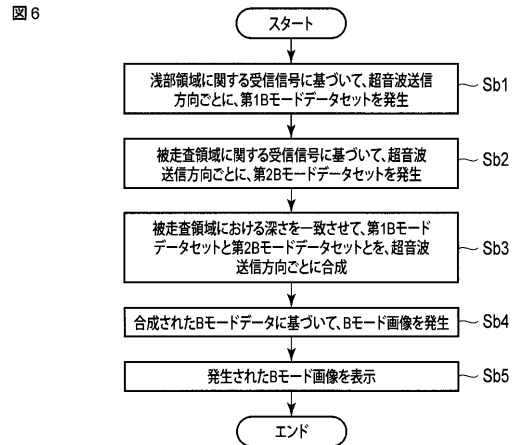 図6
スタート
浅部領域に関する受信信号に基づいて、超音波送信
方向ごとに、第1Bモードデータセットを発生
Sb1
被走査領域に関する受信信号に基づいて、超音波
送信方向ごとに、第2Bモードデータセットを発生
Sb2
被走査領域における深さを一致させて、第1Bモード
データセットと第2Bモードデータセットとを、超音波
送信方向ごとに合成
Sb3
合成されたBモードデータに基づいて、Bモード画像を発生
Sb4
発生されたBモード画像を表示
Sb5
エンド